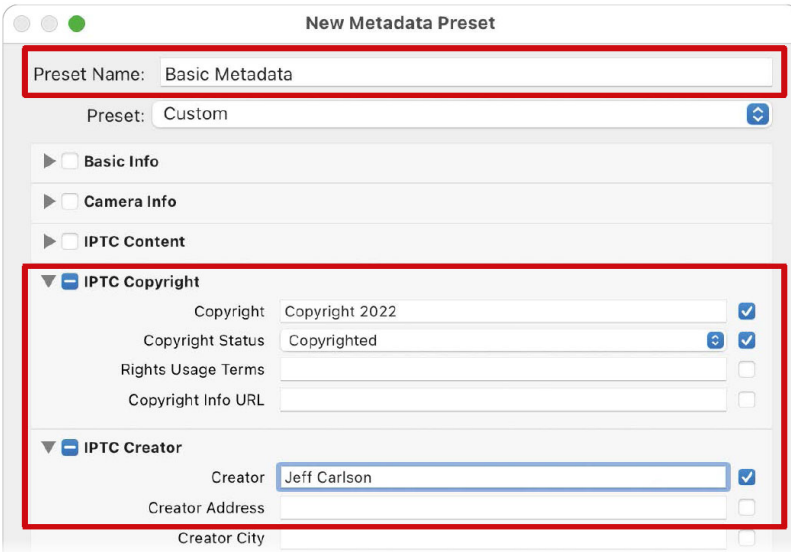 New Metadata Preset
Preset Name: Basic Metadata
Preset: Custom
Basic Info
Camera Info
IPTC Content
IPTC Copyright
Copyright Copyright 2022
Copyright Status Copyrighted
Rights Usage Terms
Copyright Info URL
IPTC Creator
Creator Jeff Carlson
Creator Address
Creator City